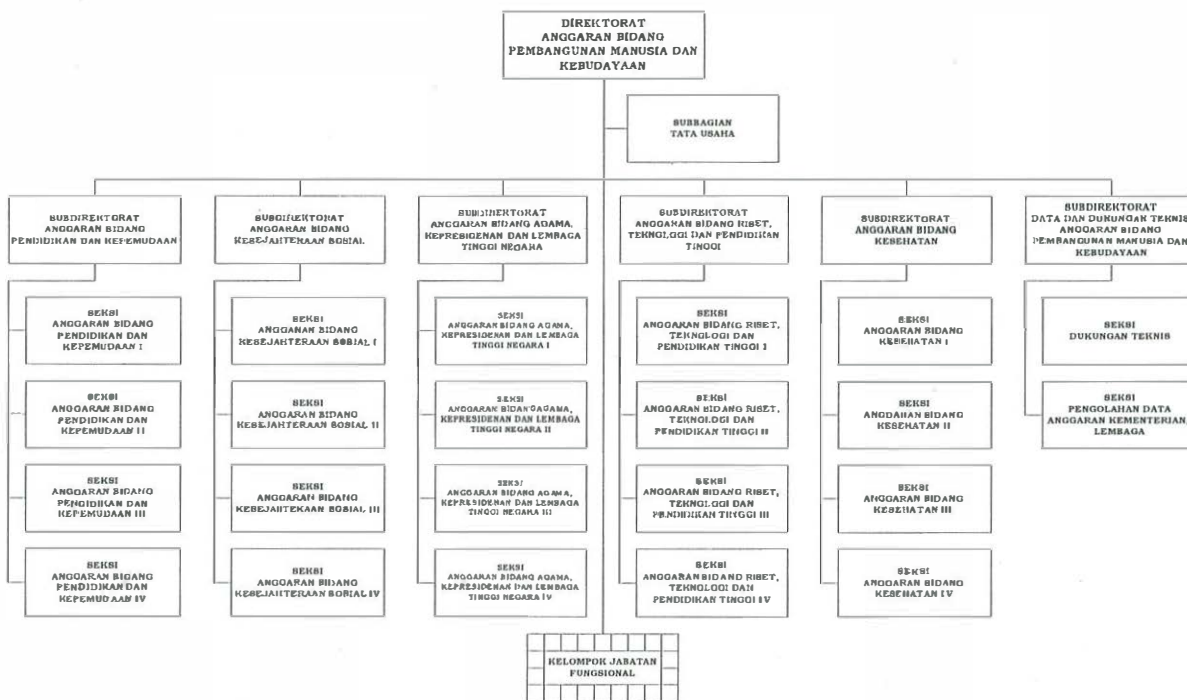 DIREKTORAT
ANGGARAN BIDANG
PEMBANGUNAN MANUSIA DAN
KEBUDAYAAN
SUBBAGIAN
TATA USAHA
SUBDIREKTORAT
ANGGARAN BIDANG
PENDIDIKAN DAN KEPEMUDAAN
SUBDIREKTORAT
ANGGARAN BIDANG
KESEJAHTERAAN SOSIAL
SUBDIREKTORAT
ANGGARAN BIDANG AGAMA,
KEPRESIDENAN DAN LEMBAGA
TINGGI NEGARA
SUBDIREKTORAT
ANGGARAN BIDANG RISET,
TEKNOLOGI DAN PENDIDIKAN
TINGGI
SUBDIREKTORAT
ANGGARAN BIDANG
KESEHATAN
SUBDIREKTORAT
DATA DAN DUKUNGAN TEKNIS
ANGGARAN BIDANG
PEMBANGUNAN MANUSIA DAN
KEBUDAYAAN
SEKSI
ANGGARAN BIDANG
PENDIDIKAN DAN
KEPEMUDAAN I
SEKSI
ANGGARAN BIDANG
KESEJAHTERAAN SOSIAL I
SEKSI
ANGGARAN BIDANG AGAMA,
KEPRESIDENAN DAN LEMBAGA
TINGGI NEGARA I
SEKSI
ANGGARAN BIDANG RISET,
TEKNOLOGI DAN
PENDIDIKAN TINGGI I
SEKSI
ANGGARAN BIDANG
KESEHATAN I
SEKSI
DUKUNGAN TEKNIS
SEKSI
ANGGARAN BIDANG
PENDIDIKAN DAN
KEPEMUDAAN II
SEKSI
ANGGARAN BIDANG
KESEJAHTERAAN SOSIAL II
SEKSI
ANGGARAN BIDANG AGAMA,
KEPRESIDENAN DAN LEMBAGA
TINGGI NEGARA II
SEKSI
ANGGARAN BIDANG RISET,
TEKNOLOGI DAN
PENDIDIKAN TINGGI II
SEKSI
ANGGARAN BIDANG
KESEHATAN II
SEKSI
PENGOLAHAN DATA
ANGGARAN KEMENTERIAN/
LEMBAGA
SEKSI
ANGGARAN BIDANG
PENDIDIKAN DAN
KEPEMUDAAN III
SEKSI
ANGGARAN BIDANG
KESEJAHTERAAN SOSIAL III
SEKSI
ANGGARAN BIDANG AGAMA,
KEPRESIDENAN DAN LEMBAGA
TINGGI NEGARA III
SEKSI
ANGGARAN BIDANG RISET,
TEKNOLOGI DAN
PENDIDIKAN TINGGI III
SEKSI
ANGGARAN BIDANG
KESEHATAN III
SEKSI
ANGGARAN BIDANG
PENDIDIKAN DAN
KEPEMUDAAN IV
SEKSI
ANGGARAN BIDANG
KESEJAHTERAAN SOSIAL IV
SEKSI
ANGGARAN BIDANG AGAMA,
KEPRESIDENAN DAN LEMBAGA
TINGGI NEGARA IV
SEKSI
ANGGARAN BIDANG RISET,
TEKNOLOGI DAN
PENDIDIKAN TINGGI IV
SEKSI
ANGGARAN BIDANG
KESEHATAN IV
KELOMPOK JABATAN
FUNGSIONAL